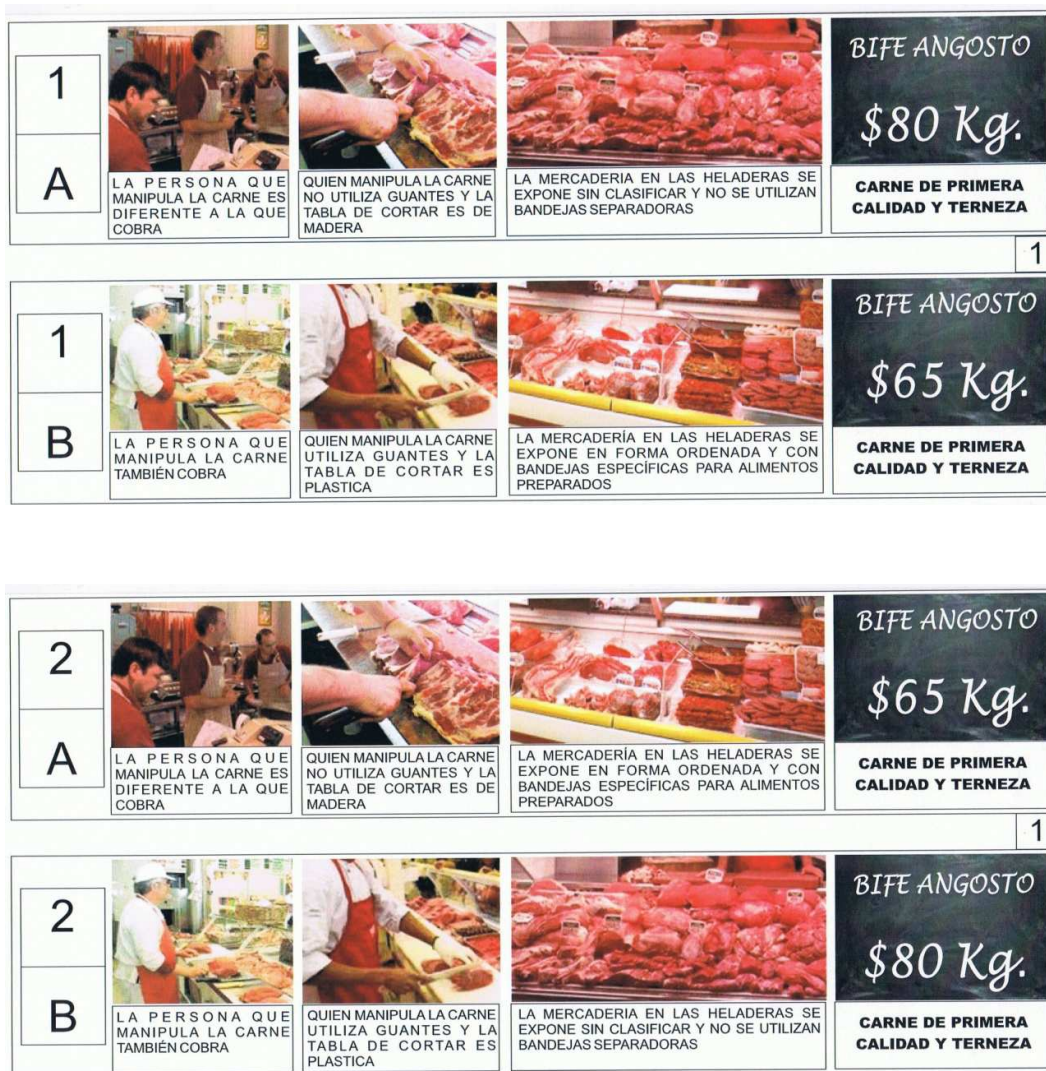 1
A
LA PERSONA QUE
MANIPULA LA CARNE ES
DIFERENTE A LA QUE
COBRA
QUIEN MANIPULA LA CARNE
NO UTILIZA GUANTES Y LA
TABLA DE CORTAR ES DE
MADERA
LA MERCADERIA EN LAS HELADERAS SE
EXPONE SIN CLASIFICAR Y NO SE UTILIZAN
BANDEJAS SEPARADORAS
BIFE ANGOSTO
$80 Kg.
CARNE DE PRIMERA
CALIDAD Y TERNEZA
1
1
B
LA PERSONA QUE
MANIPULA LA CARNE
TAMBIÉN COBRA
QUIEN MANIPULA LA CARNE
UTILIZA GUANTES Y LA
TABLA DE CORTAR ES
PLASTICA
LA MERCADERÍA EN LAS HELADERAS SE
EXPONE EN FORMA ORDENADA Y CON
BANDEJAS ESPECÍFICAS PARA ALIMENTOS
PREPARADOS
BIFE ANGOSTO
$65 Kg.
CARNE DE PRIMERA
CALIDAD Y TERNEZA
2
A
LA PERSONA QUE
MANIPULA LA CARNE ES
DIFERENTE A LA QUE
COBRA
QUIEN MANIPULA LA CARNE
NO UTILIZA GUANTES Y LA
TABLA DE CORTAR ES DE
MADERA
LA MERCADERÍA EN LAS HELADERAS SE
EXPONE EN FORMA ORDENADA Y CON
BANDEJAS ESPECÍFICAS PARA ALIMENTOS
PREPARADOS
BIFE ANGOSTO
$65 Kg.
CARNE DE PRIMERA
CALIDAD Y TERNEZA
1
2
B
LA PERSONA QUE
MANIPULA LA CARNE
TAMBIÉN COBRA
QUIEN MANIPULA LA CARNE
UTILIZA GUANTES Y LA
TABLA DE CORTAR ES
PLASTICA
LA MERCADERIA EN LAS HELADERAS SE
EXPONE SIN CLASIFICAR Y NO SE UTILIZAN
BANDEJAS SEPARADORAS
BIFE ANGOSTO
$80 Kg.
CARNE DE PRIMERA
CALIDAD Y TERNEZA